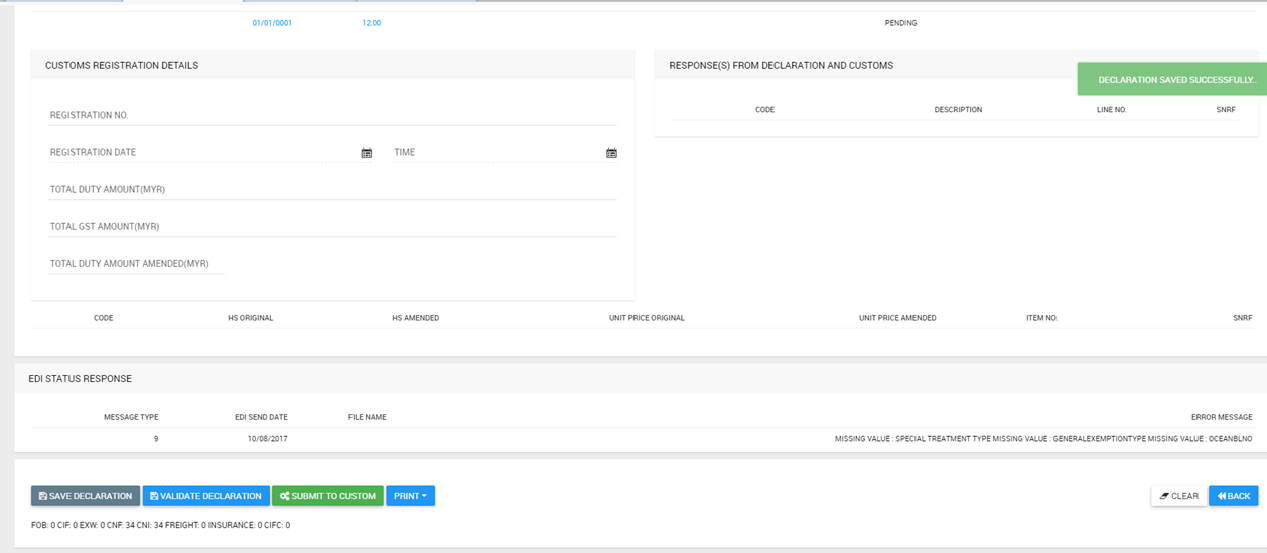 01/01/0001 12:00 PENDING
CUSTOMS REGISTRATION DETAILS
RESPONSE(S) FROM DECLARATION AND CUSTOMS
DECLARATION SAVED SUCCESSFULLY..
REGISTRATION NO.
CODE DESCRIPTION LINE NO. SNRF
REGISTRATION DATE TIME
TOTAL DUTY AMOUNT(MYR)
TOTAL GST AMOUNT(MYR)
TOTAL DUTY AMOUNT AMENDED(MYR)
CODE HS ORIGINAL HS AMENDED UNIT PRICE ORIGINAL UNIT PRICE AMENDED ITEM NO. SNRF
EDI STATUS RESPONSE
MESSAGE TYPE EDI SEND DATE FILE NAME ERROR MESSAGE
9 10/08/2017 MISSING VALUE : SPECIAL TREATMENT TYPE MISSING VALUE : GENERALEXEMPTIONTYPE MISSING VALUE : OCEANBLNO
SAVE DECLARATION VALIDATE DECLARATION SUBMIT TO CUSTOM PRINT CLEAR BACK
FOB: 0 CIF: 0 EXW: 0 CNF: 34 CNI: 34 FREIGHT: 0 INSURANCE: 0 CIFC: 0